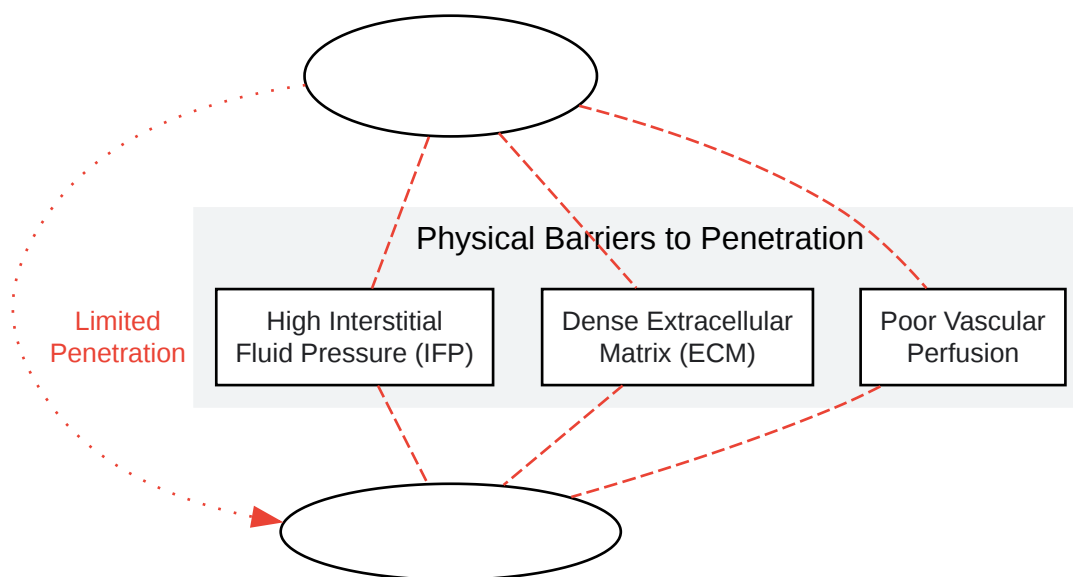 Physical Barriers to Penetration
Limited
Penetration
High Interstitial
Fluid Pressure (IFP)
Dense Extracellular
Matrix (ECM)
Poor Vascular
Perfusion